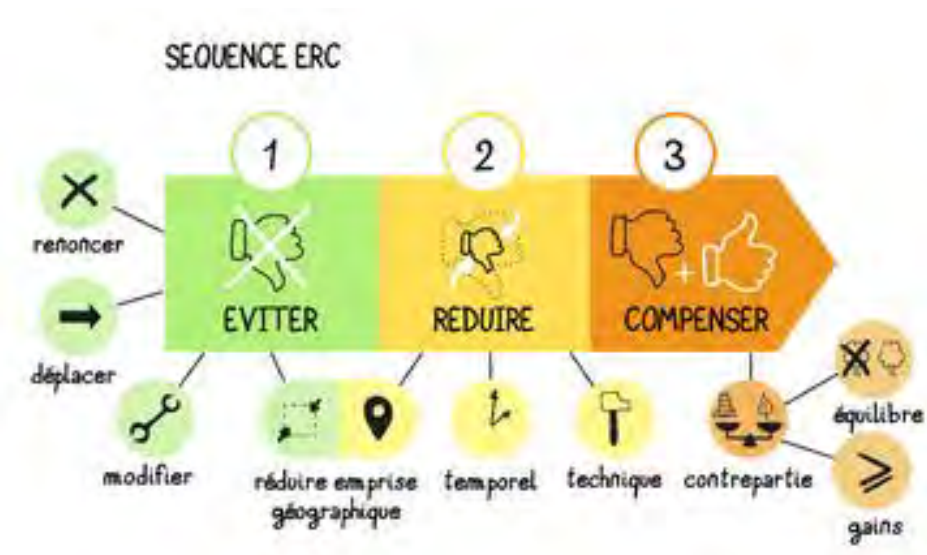 SEQUENCE ERC
1
2
3
renoncer
déplacer
EVITER
REDUIRE
+
COMPENSER
modifier
réduire emprise
géographique
temporel
technique
contrepartie
équilibre
⩾
gains